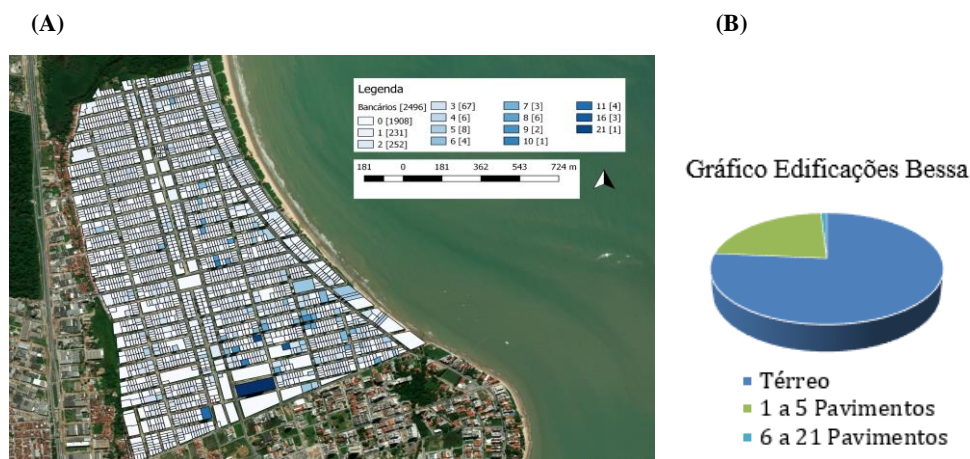 (A)
(B)
Legenda
Bancários [2496]
0 [1908]
1 [231]
2 [252]
3 [67]
4 [6]
5 [8]
6 [4]
7 [3]
8 [6]
9 [2]
10 [1]
11 [4]
16 [3]
21 [1]
181 0 181 362 543 724 m
Gráfico Edificações Bessa
Térreo
1 a 5 Pavimentos
6 a 21 Pavimentos